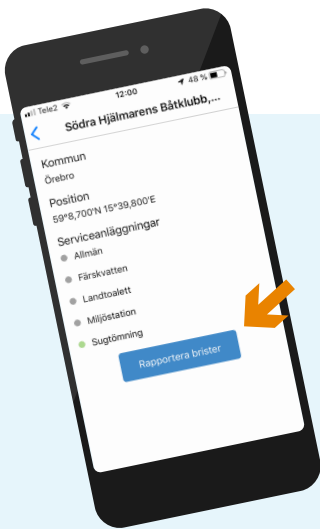 Tele2 12:00 48 %
Södra Hjälmarens Båtklubb,...
Kommun
Örebro
Position
59°8,700'N 15°39,800'E
Serviceanläggningar
Allmän
Färskvatten
Landtoalett
Miljöstation
Sugtömning
Rapportera brister